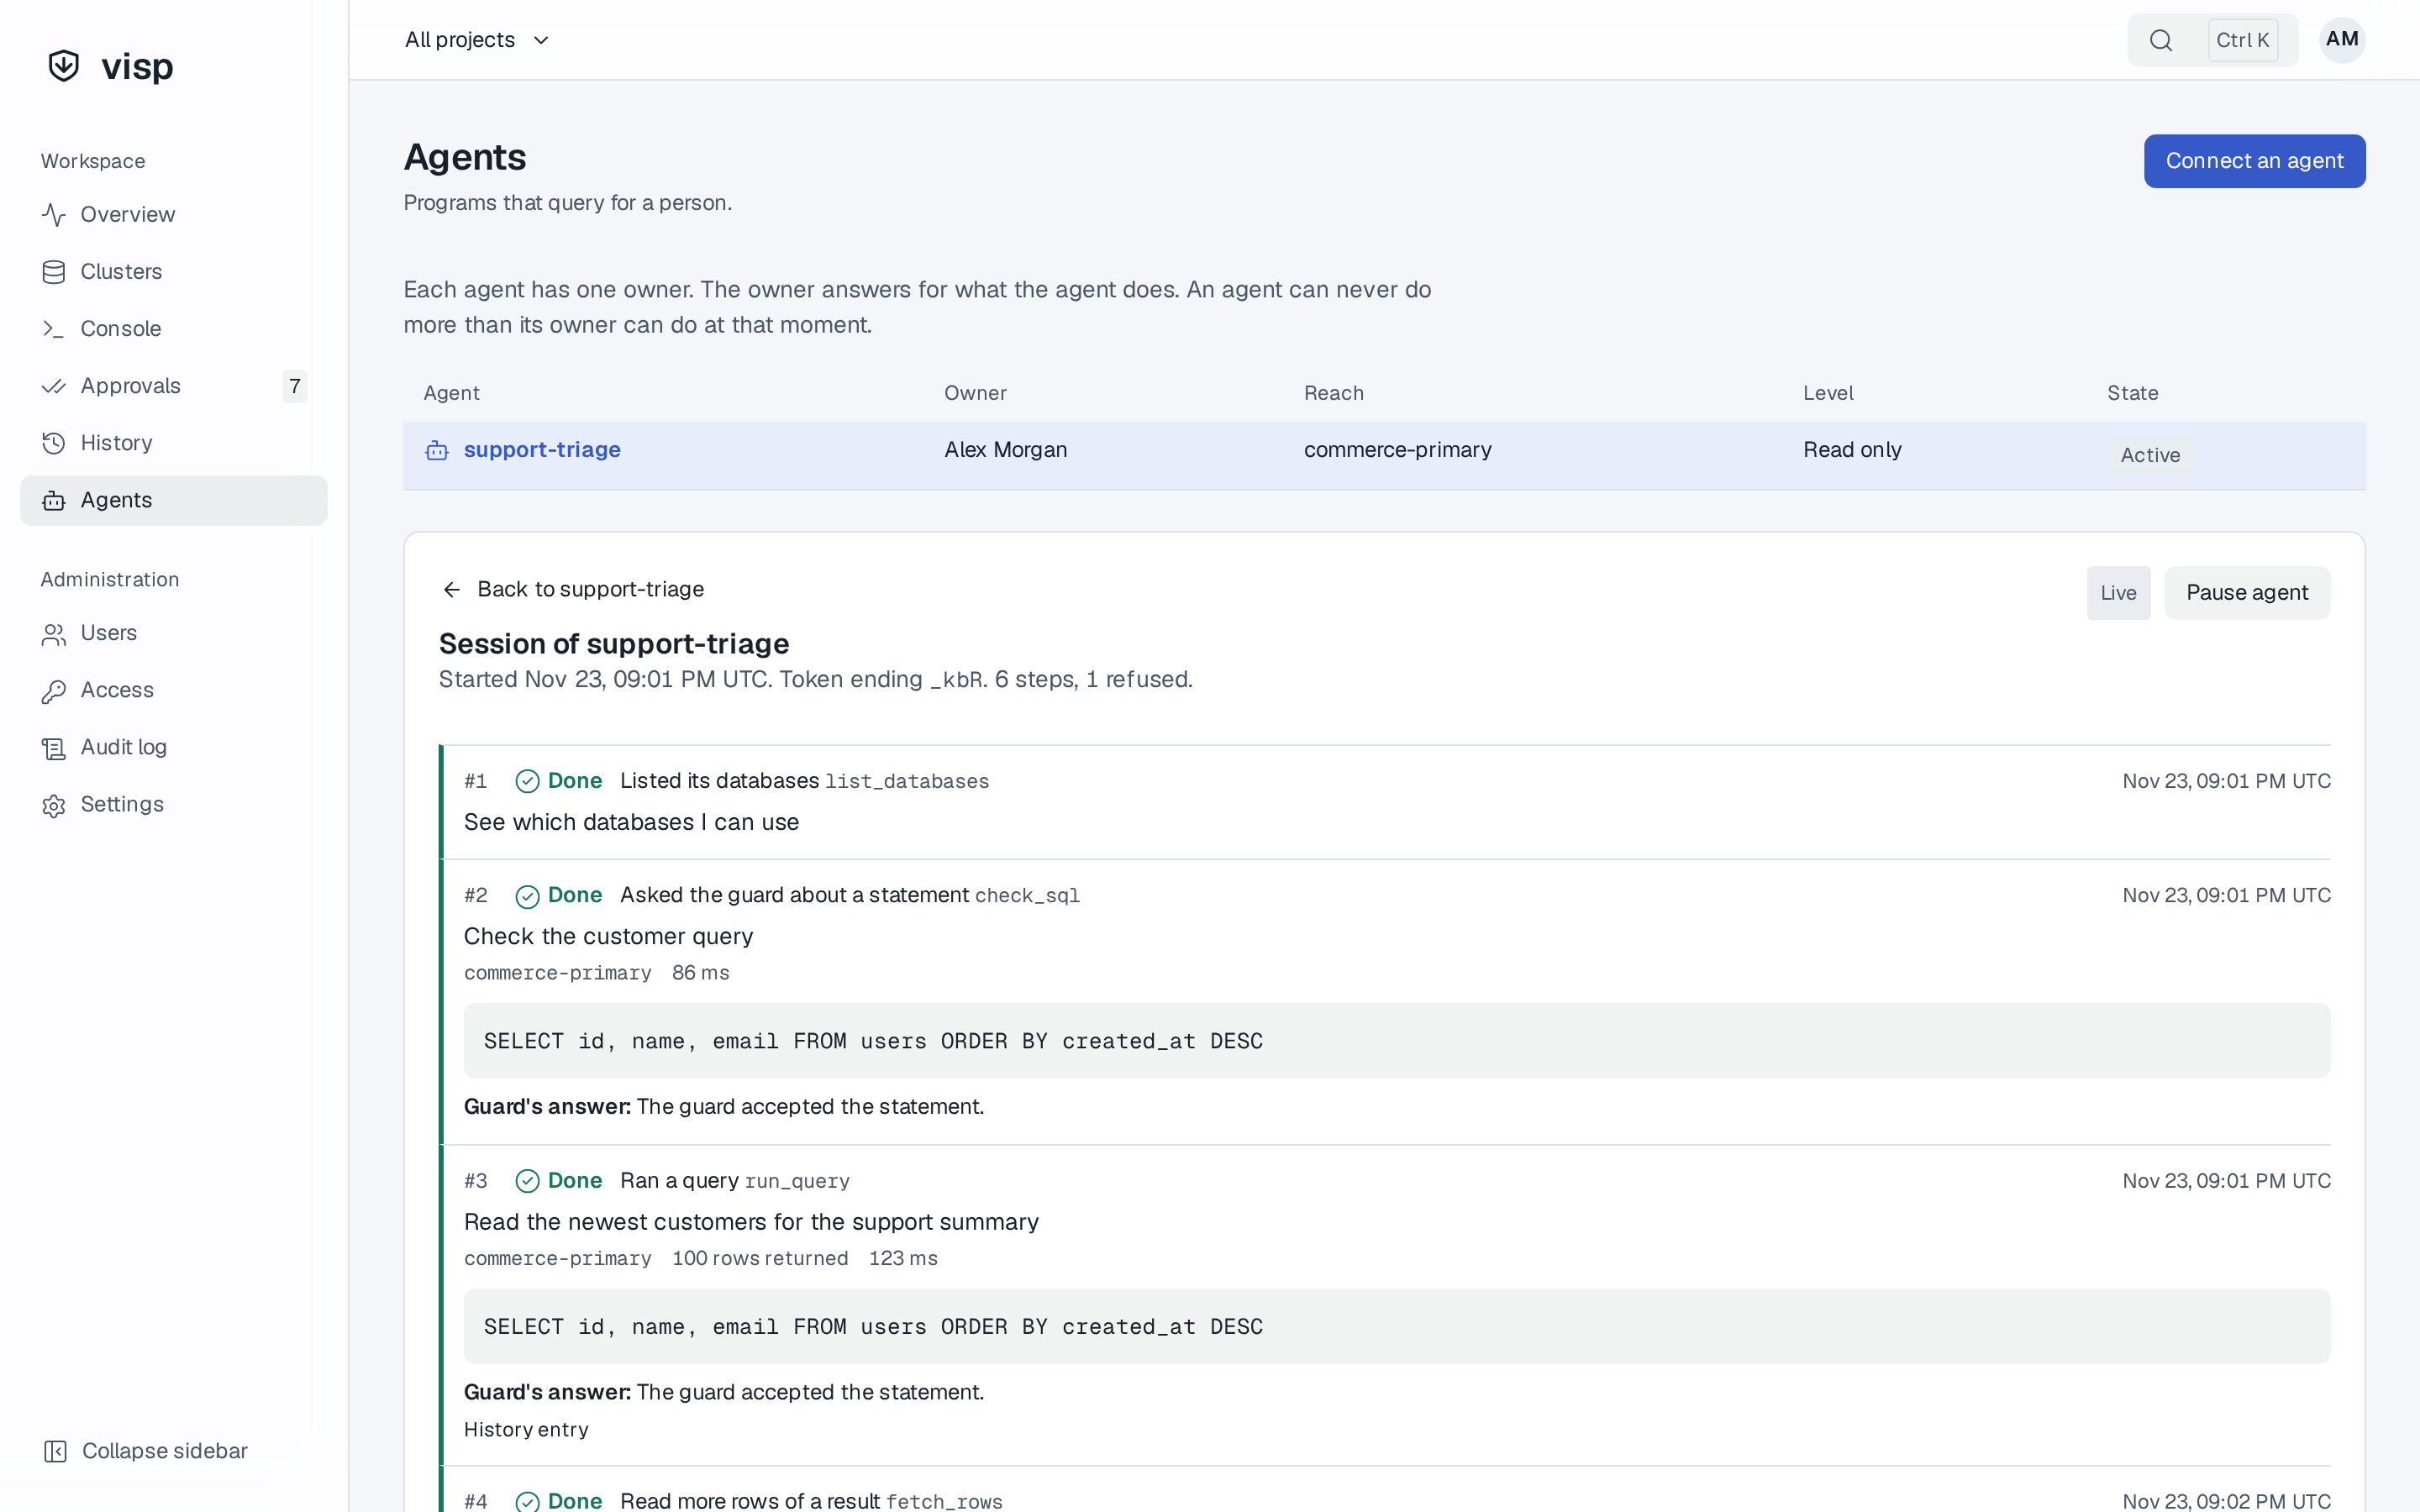 visp
All projects
Ctrl K
AM
Workspace
Overview
Clusters
Console
Approvals
7
History
Agents
Administration
Users
Access
Audit log
Settings
Collapse sidebar
Agents
Connect an agent
Programs that query for a person.
Each agent has one owner. The owner answers for what the agent does. An agent can never do
more than its owner can do at that moment.
Agent Owner Reach Level State
support-triage Alex Morgan commerce-primary Read only Active
Back to support-triage
Live
Pause agent
Session of support-triage
Started Nov 23, 09:01 PM UTC. Token ending _kbR. 6 steps, 1 refused.
#1 Done Listed its databases list_databases Nov 23, 09:01 PM UTC
See which databases I can use
#2 Done Asked the guard about a statement check_sql Nov 23, 09:01 PM UTC
Check the customer query
commerce-primary 86 ms
SELECT id, name, email FROM users ORDER BY created_at DESC
Guard's answer: The guard accepted the statement.
#3 Done Ran a query run_query Nov 23, 09:01 PM UTC
Read the newest customers for the support summary
commerce-primary 100 rows returned 123 ms
SELECT id, name, email FROM users ORDER BY created_at DESC
Guard's answer: The guard accepted the statement.
History entry
#4 Done Read more rows of a result fetch_rows Nov 23, 09:02 PM UTC